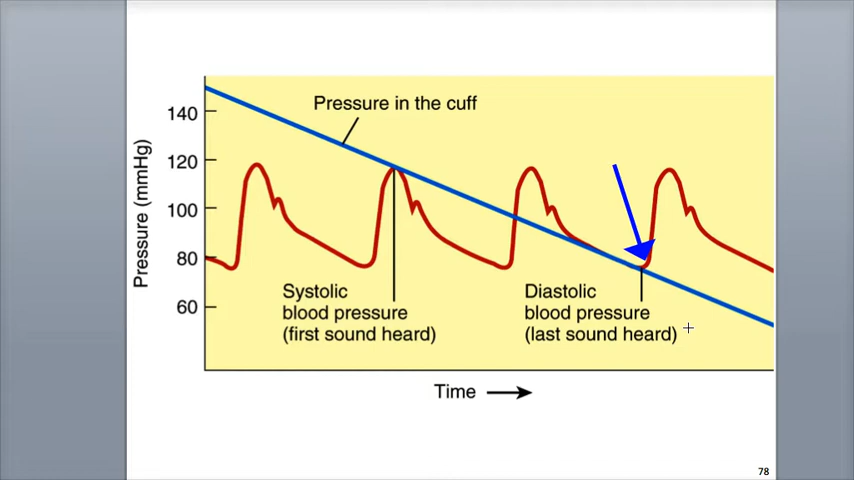 Pressure in the cuff
140
120
100
80
60
Pressure (mmHg)
Systolic
blood pressure
(first sound heard)
Diastolic
blood pressure
(last sound heard)
Time
78